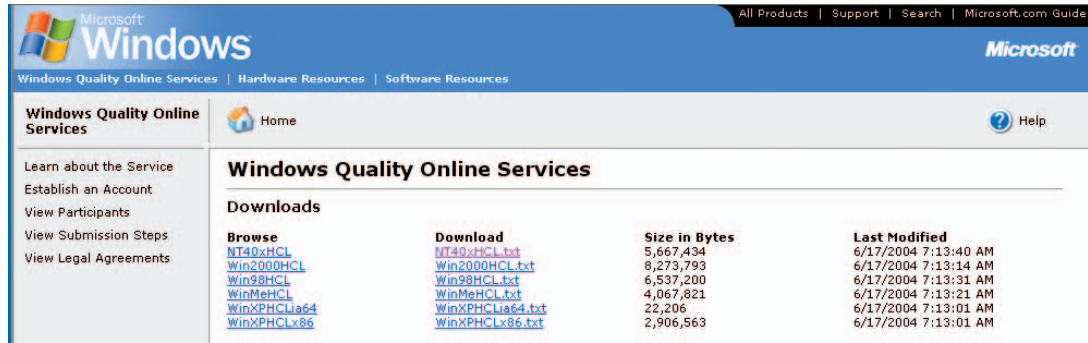 All Products | Support | Search | Microsoft.com Guide
Microsoft
Windows
Microsoft
Windows Quality Online Services | Hardware Resources | Software Resources
Windows Quality Online Services
Home
Help
Learn about the Service
Establish an Account
View Participants
View Submission Steps
View Legal Agreements
Windows Quality Online Services
Downloads
Browse Download Size in Bytes Last Modified
NT40xHCL NT40xHCL.txt 5,667,434 6/17/2004 7:13:40 AM
Win2000HCL Win2000HCL.txt 8,273,793 6/17/2004 7:13:14 AM
Win98HCL Win98HCL.txt 6,537,200 6/17/2004 7:13:31 AM
WinMeHCL WinMeHCL.txt 4,067,821 6/17/2004 7:13:21 AM
WinXPHCLia64 WinXPHCLia64.txt 22,206 6/17/2004 7:13:01 AM
WinXPHCLx86 WinXPHCLx86.txt 2,906,563 6/17/2004 7:13:01 AM